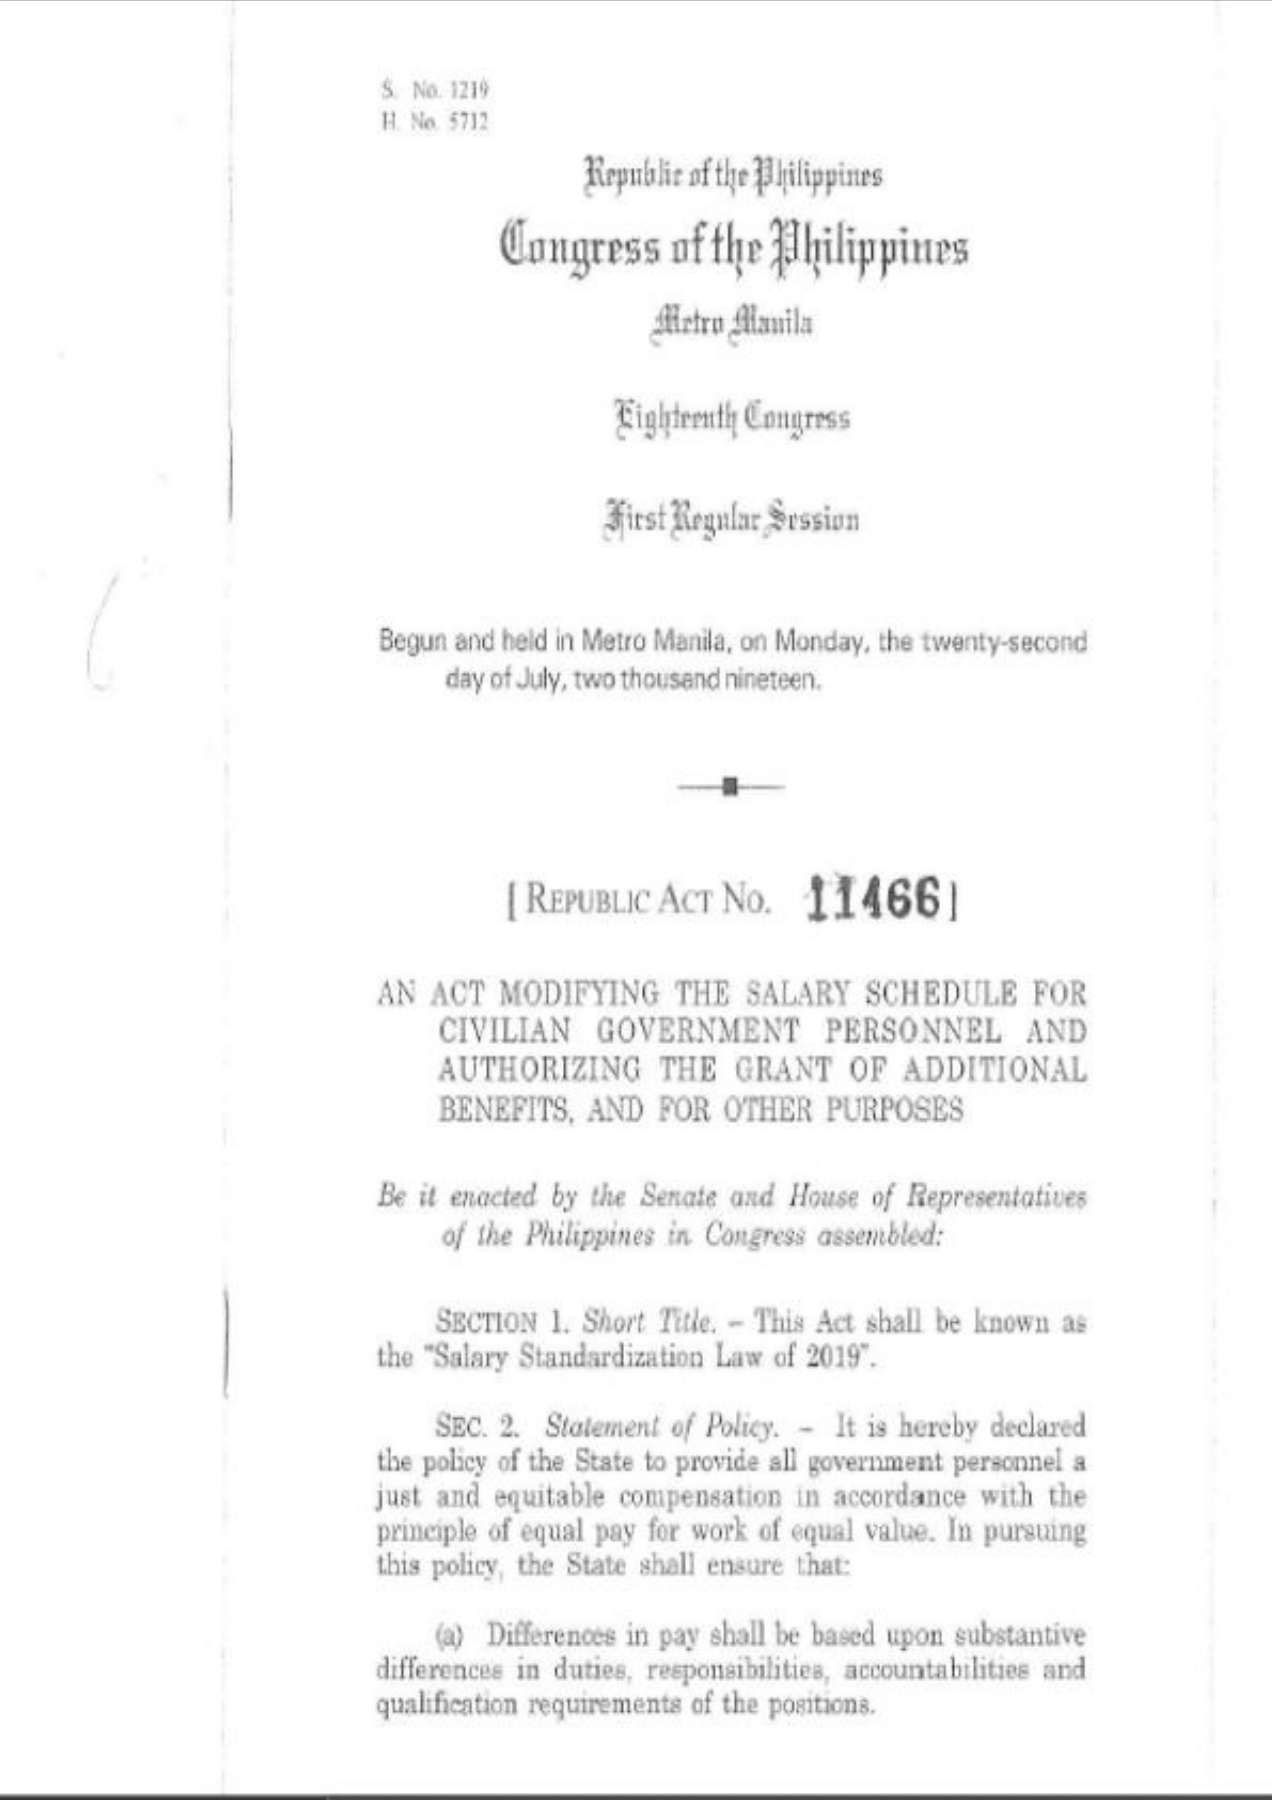 S. No. 1219
H. No. 5712
Republic of the Philippines
Congress of the Philippines
Metro Manila
Eighteenth Congress
First Regular Session
Begun and held in Metro Manila, on Monday, the twenty-second
day of July, two thousand nineteen.
[ REPUBLIC ACT NO. 11466 ]
AN ACT MODIFYING THE SALARY SCHEDULE FOR
CIVILIAN GOVERNMENT PERSONNEL AND
AUTHORIZING THE GRANT OF ADDITIONAL
BENEFITS, AND FOR OTHER PURPOSES
Be it enacted by the Senate and House of Representatives
of the Philippines in Congress assembled:
SECTION 1. Short Title. – This Act shall be known as
the "Salary Standardization Law of 2019".
SEC. 2. Statement of Policy. – It is hereby declared
the policy of the State to provide all government personnel a
just and equitable compensation in accordance with the
principle of equal pay for work of equal value. In pursuing
this policy, the State shall ensure that:
(a) Differences in pay shall be based upon substantive
differences in duties, responsibilities, accountabilities and
qualification requirements of the positions.